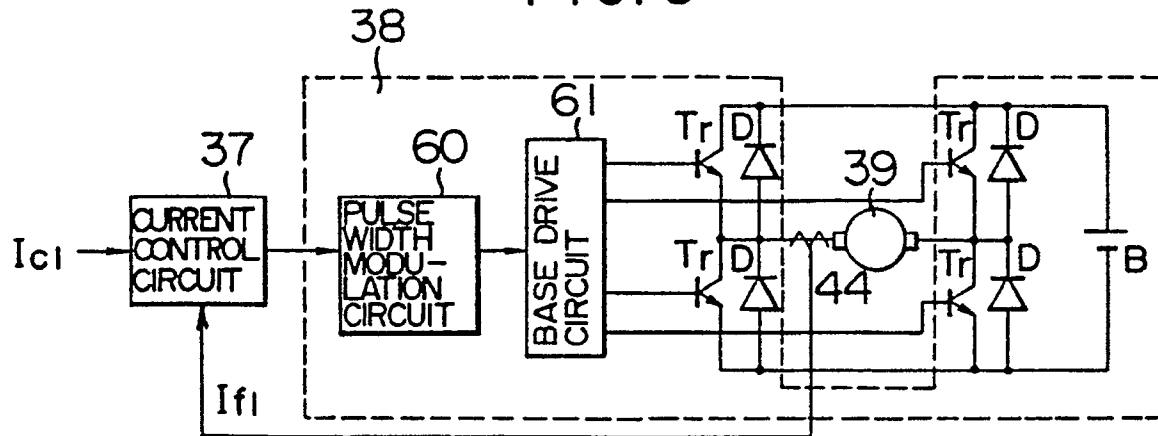 38
61
Tr
D
Tr
D
37
60
39
CURRENT
CONTROL
CIRCUIT
PULSE
WIDTH
MODU-
LATION
CIRCUIT
BASE DRIVE
CIRCUIT
Ic1
Tr
D
44
Tr
D
B
If1